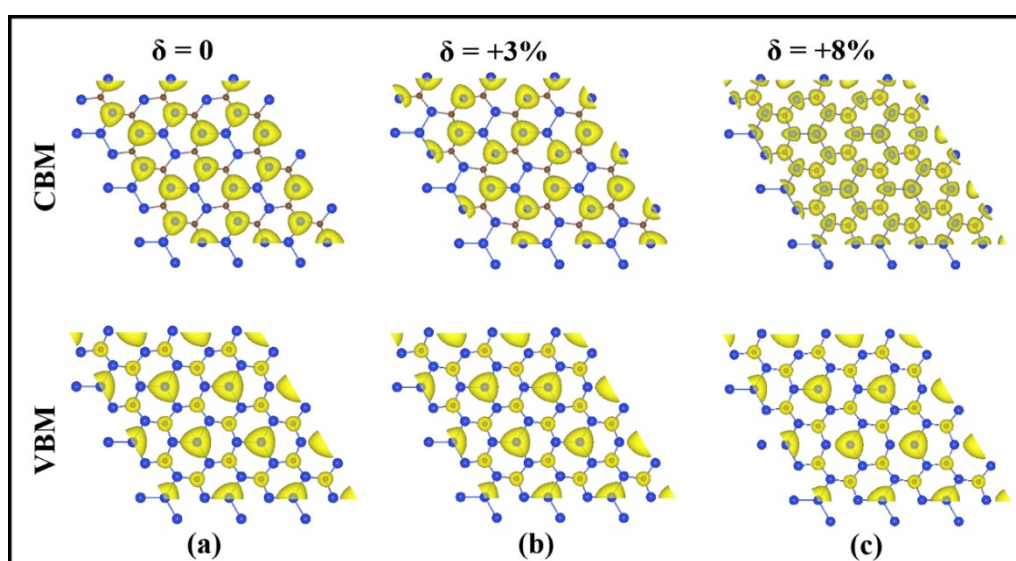 δ = 0 δ = +3% δ = +8%
CBM
VBM
(a) (b) (c)